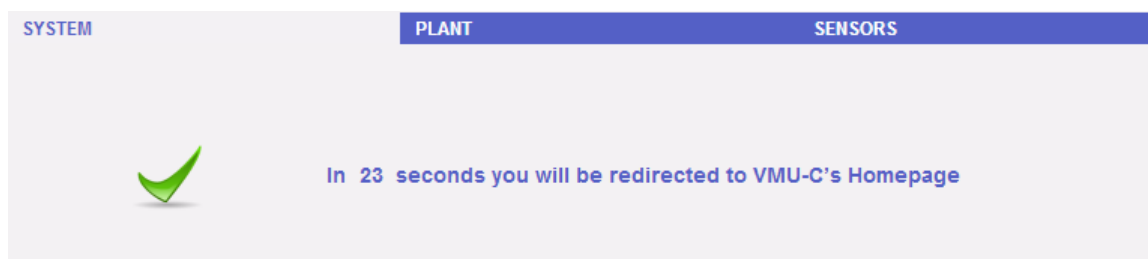 SYSTEM PLANT SENSORS
In 23 seconds you will be redirected to VMU-C's Homepage